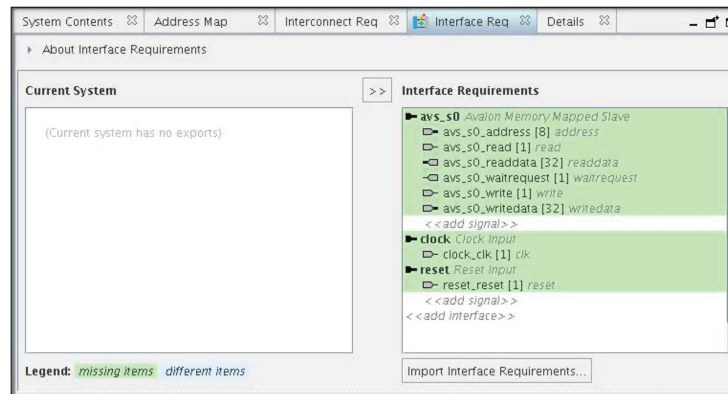 System Contents Address Map Interconnect Req Interface Req Details
About Interface Requirements
Current System >> Interface Requirements
(Current system has no exports)
avs_s0 Avalon Memory Mapped Slave
avs_s0_address [8] address
avs_s0_read [1] read
avs_s0_readdata [32] readdata
avs_s0_waitrequest [1] waitrequest
avs_s0_write [1] write
avs_s0_writedata [32] writedata
<<add signal>>
clock Clock Input
clock_clk [1] clk
reset Reset Input
reset_reset [1] reset
<<add signal>>
<<add interface>>
Legend: missing items different items
Import Interface Requirements...